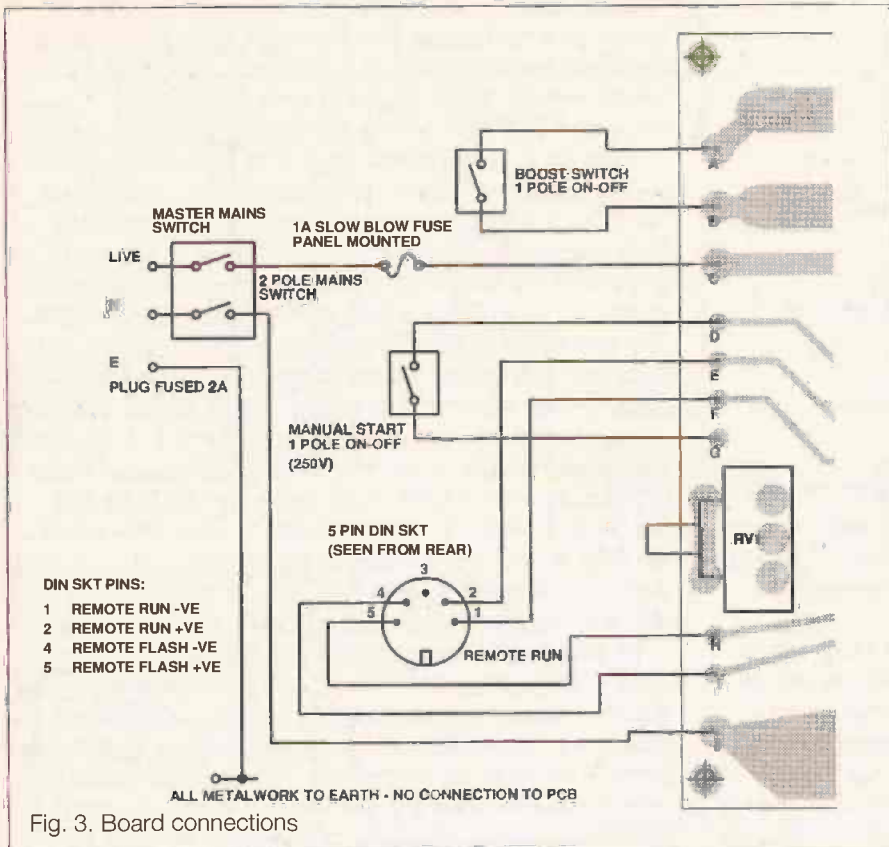 BOOST SWITCH
1 POLE ON-OFF
MASTER MAINS
SWITCH
1A SLOW BLOW FUSE
PANEL MOUNTED
LIVE
2 POLE MAINS
SWITCH
E
PLUG FUSED 2A
MANUAL START
1 POLE ON-OFF
(250V)
A
D
E
G
RV1
5 PIN DIN SKT
(SEEN FROM REAR)
3
4
2
5
1
REMOTE RUN
H
DIN SKT PINS:
1 REMOTE RUN -VE
2 REMOTE RUN +VE
4 REMOTE FLASH -VE
5 REMOTE FLASH +VE
ALL METALWORK TO EARTH - NO CONNECTION TO PCB
Fig. 3. Board connections